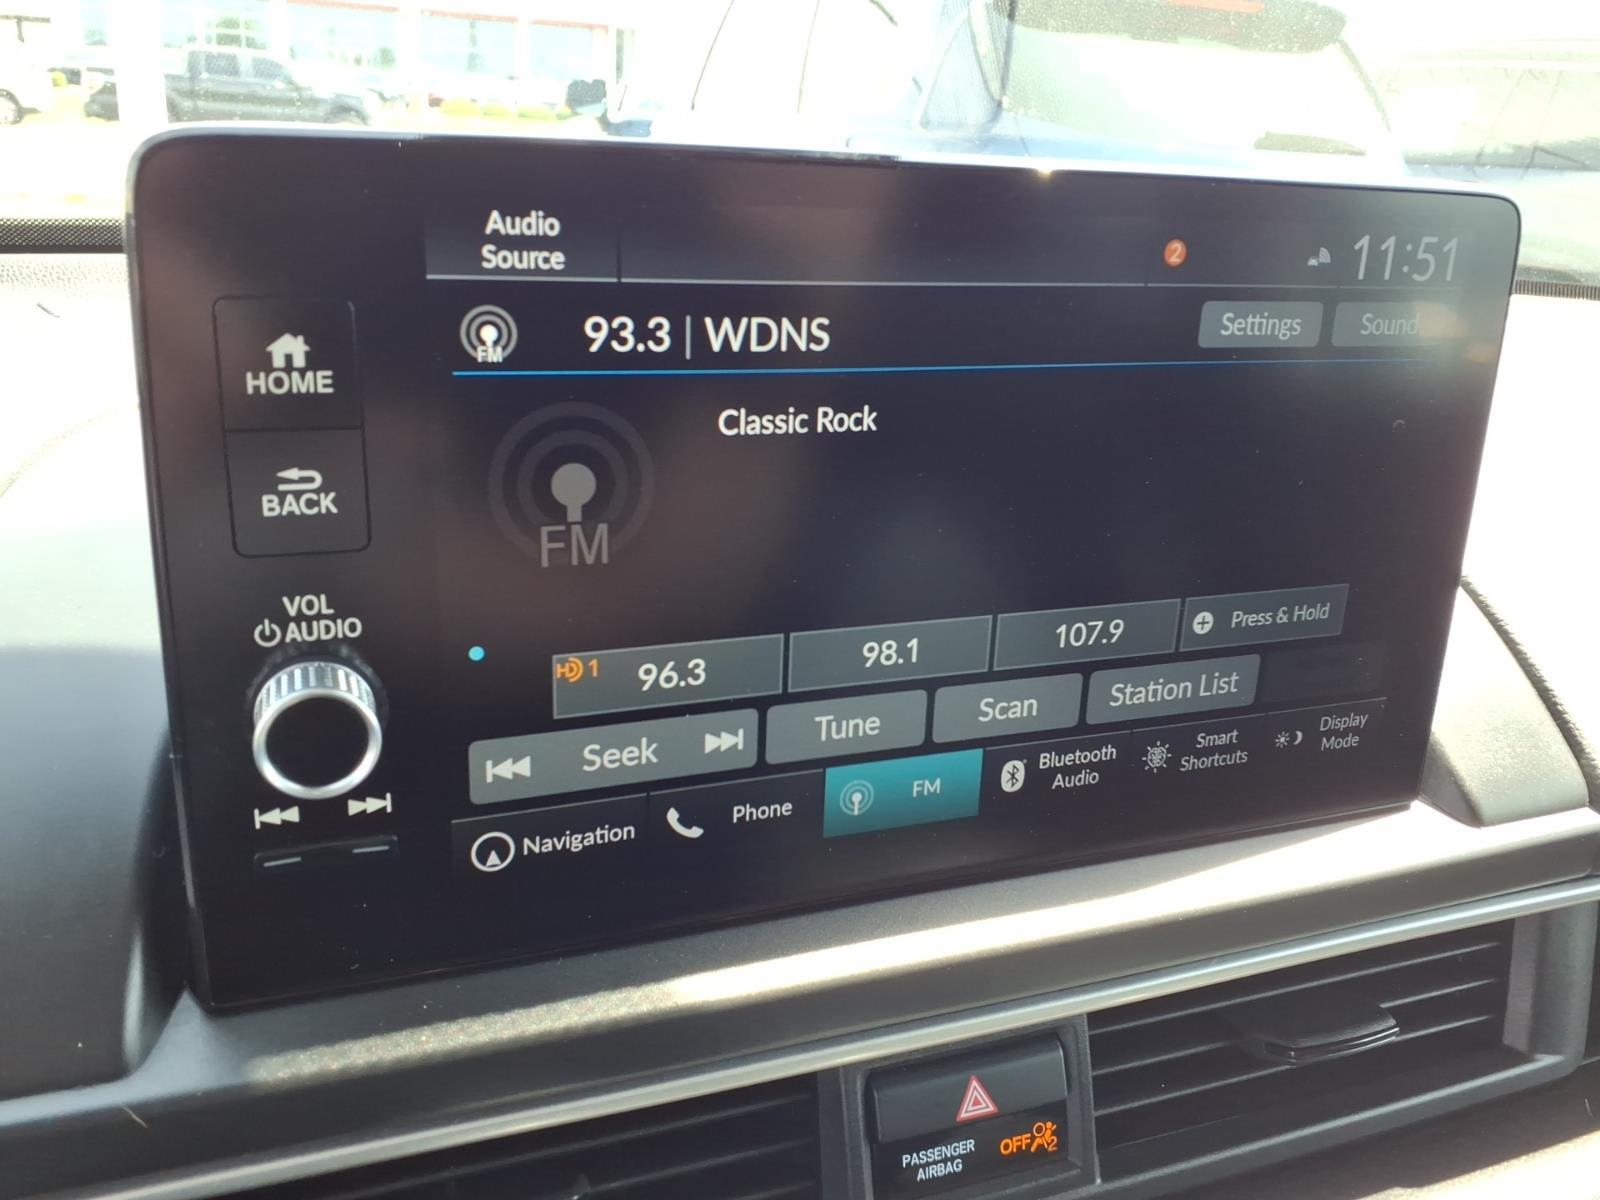 Audio
Source
2
11:51
FM
93.3 | WDNS
Settings
Sound
HOME
Classic Rock
BACK
FM
VOL
AUDIO
HD 1
96.3
98.1
107.9
Press & Hold
Seek
Tune
Scan
Station List
Navigation
Phone
FM
Bluetooth
Audio
Smart
Shortcuts
Display
Mode
PASSENGER
AIRBAG
OFF
2